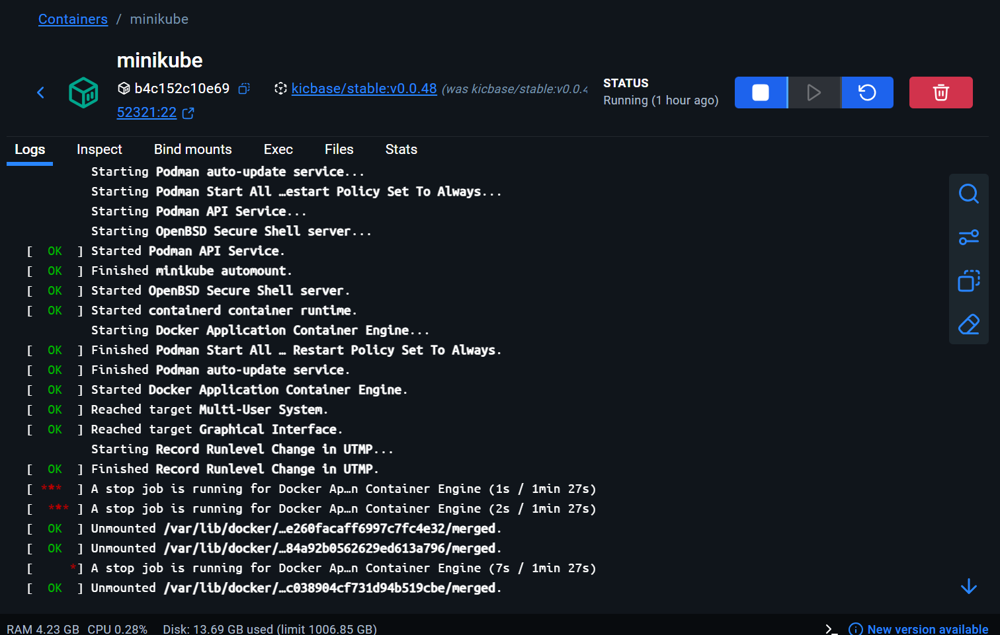 Containers / minikube
minikube
b4c152c10e69 kicbase/stable:v0.0.48 (was kicbase/stable:v0.0.4
52321:22
STATUS
Running (1 hour ago)
Logs Inspect Bind mounts Exec Files Stats
Starting Podman auto-update service...
Starting Podman Start All …estart Policy Set To Always...
Starting Podman API Service...
Starting OpenBSD Secure Shell server...
[ OK ] Started Podman API Service.
[ OK ] Finished minikube automount.
[ OK ] Started OpenBSD Secure Shell server.
[ OK ] Started containerd container runtime.
Starting Docker Application Container Engine...
[ OK ] Finished Podman Start All … Restart Policy Set To Always.
[ OK ] Finished Podman auto-update service.
[ OK ] Started Docker Application Container Engine.
[ OK ] Reached target Multi-User System.
[ OK ] Reached target Graphical Interface.
Starting Record Runlevel Change in UTMP...
[ OK ] Finished Record Runlevel Change in UTMP.
[ *** ] A stop job is running for Docker Ap…n Container Engine (1s / 1min 27s)
[ *** ] A stop job is running for Docker Ap…n Container Engine (2s / 1min 27s)
[ OK ] Unmounted /var/lib/docker/…e260facaff6997c7fc4e32/merged.
[ OK ] Unmounted /var/lib/docker/…84a92b0562629ed613a796/merged.
[ *] A stop job is running for Docker Ap…n Container Engine (7s / 1min 27s)
[ OK ] Unmounted /var/lib/docker/…c038904cf731d94b519cbe/merged.
RAM 4.23 GB CPU 0.28% Disk: 13.69 GB used (limit 1006.85 GB) New version available